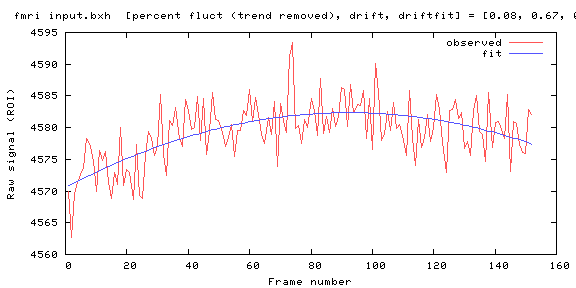 fmri input.bxh [percent fluct (trend removed), drift, driftfit] = [0.08, 0.67,
observed
fit
4595
4590
4585
4580
4575
4570
4565
4560
Raw signal (ROI)
0 20 40 60 80 100 120 140 160
Frame number